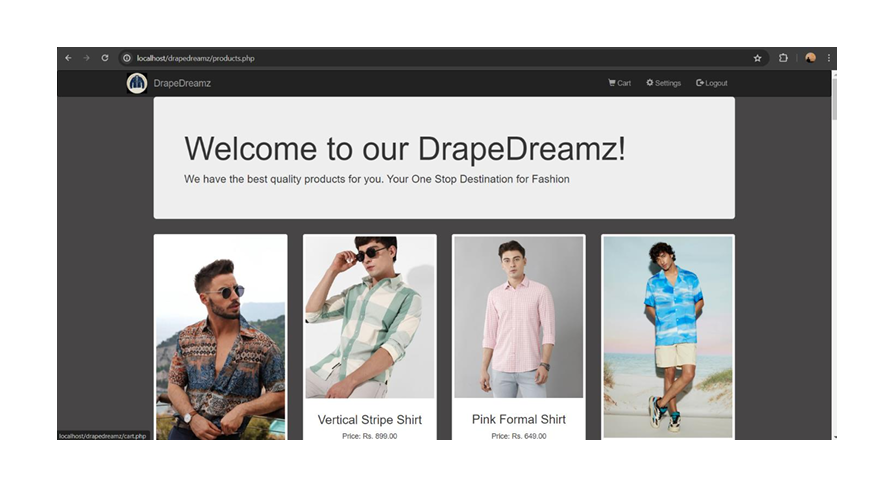 localhost/drapedreamz/products.php
DrapeDreamz
Cart
Settings
Logout
Welcome to our DrapeDreamz!
We have the best quality products for you. Your One Stop Destination for Fashion
Vertical Stripe Shirt
Pink Formal Shirt
Price: Rs. 899.00
Price: Rs. 649.00
localhost/drapedreamz/cart.php